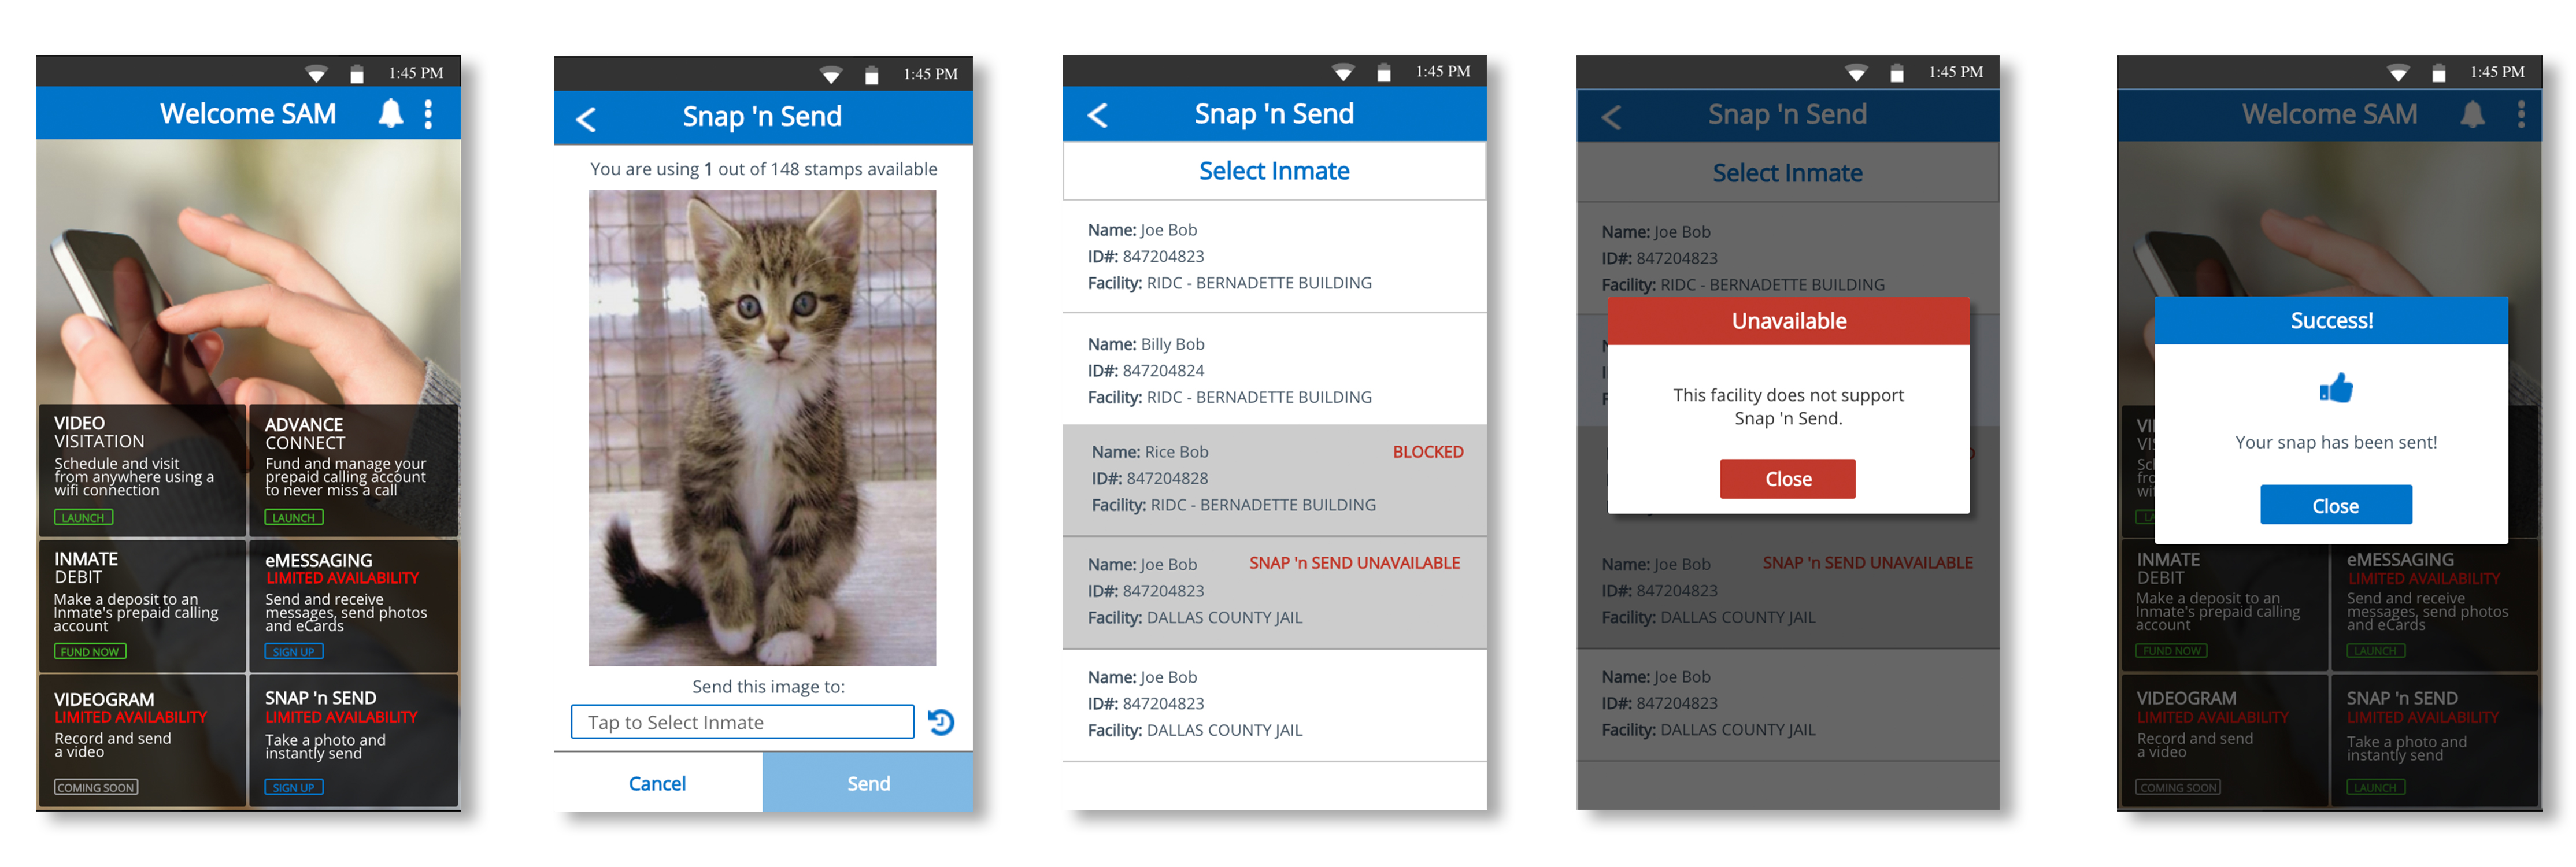 1:45 PM
Welcome SAM
VIDEO
VISITATION
Schedule and visit
from anywhere using a
wifi connection
LAUNCH
ADVANCE
CONNECT
Fund and manage your
prepaid calling account
to never miss a call
LAUNCH
INMATE
DEBIT
Make a deposit to an
Inmate's prepaid calling
account
FUND NOW
eMESSAGING
LIMITED AVAILABILITY
Send and receive
messages, send photos
and eCards
SIGN UP
VIDEOGRAM
LIMITED AVAILABILITY
Record and send
a video
COMING SOON
SNAP 'n SEND
LIMITED AVAILABILITY
Take a photo and
instantly send
SIGN UP
1:45 PM
Snap 'n Send
You are using 1 out of 148 stamps available
Send this image to:
Tap to Select Inmate
Cancel
Send
1:45 PM
Snap 'n Send
Select Inmate
Name: Joe Bob
ID#: 847204823
Facility: RIDC - BERNADETTE BUILDING
Name: Billy Bob
ID#: 847204824
Facility: RIDC - BERNADETTE BUILDING
Name: Rice Bob BLOCKED
ID#: 847204828
Facility: RIDC - BERNADETTE BUILDING
Name: Joe Bob SNAP 'n SEND UNAVAILABLE
ID#: 847204823
Facility: DALLAS COUNTY JAIL
Name: Joe Bob
ID#: 847204823
Facility: DALLAS COUNTY JAIL
1:45 PM
Snap 'n Send
Select Inmate
Name: Joe Bob
ID#: 847204823
Facility: RIDC - BERNADETTE BUILDING
Unavailable
This facility does not support
Snap 'n Send.
Close
Name: Joe Bob SNAP 'n SEND UNAVAILABLE
ID#: 847204823
Facility: DALLAS COUNTY JAIL
Name: Joe Bob
ID#: 847204823
Facility: DALLAS COUNTY JAIL
1:45 PM
Welcome SAM
Success!
Your snap has been sent!
Close
INMATE
DEBIT
Make a deposit to an
Inmate's prepaid calling
account
FUND NOW
eMESSAGING
LIMITED AVAILABILITY
Send and receive
messages, send photos
and eCards
LAUNCH
VIDEOGRAM
LIMITED AVAILABILITY
Record and send
a video
COMING SOON
SNAP 'n SEND
LIMITED AVAILABILITY
Take a photo and
instantly send
LAUNCH